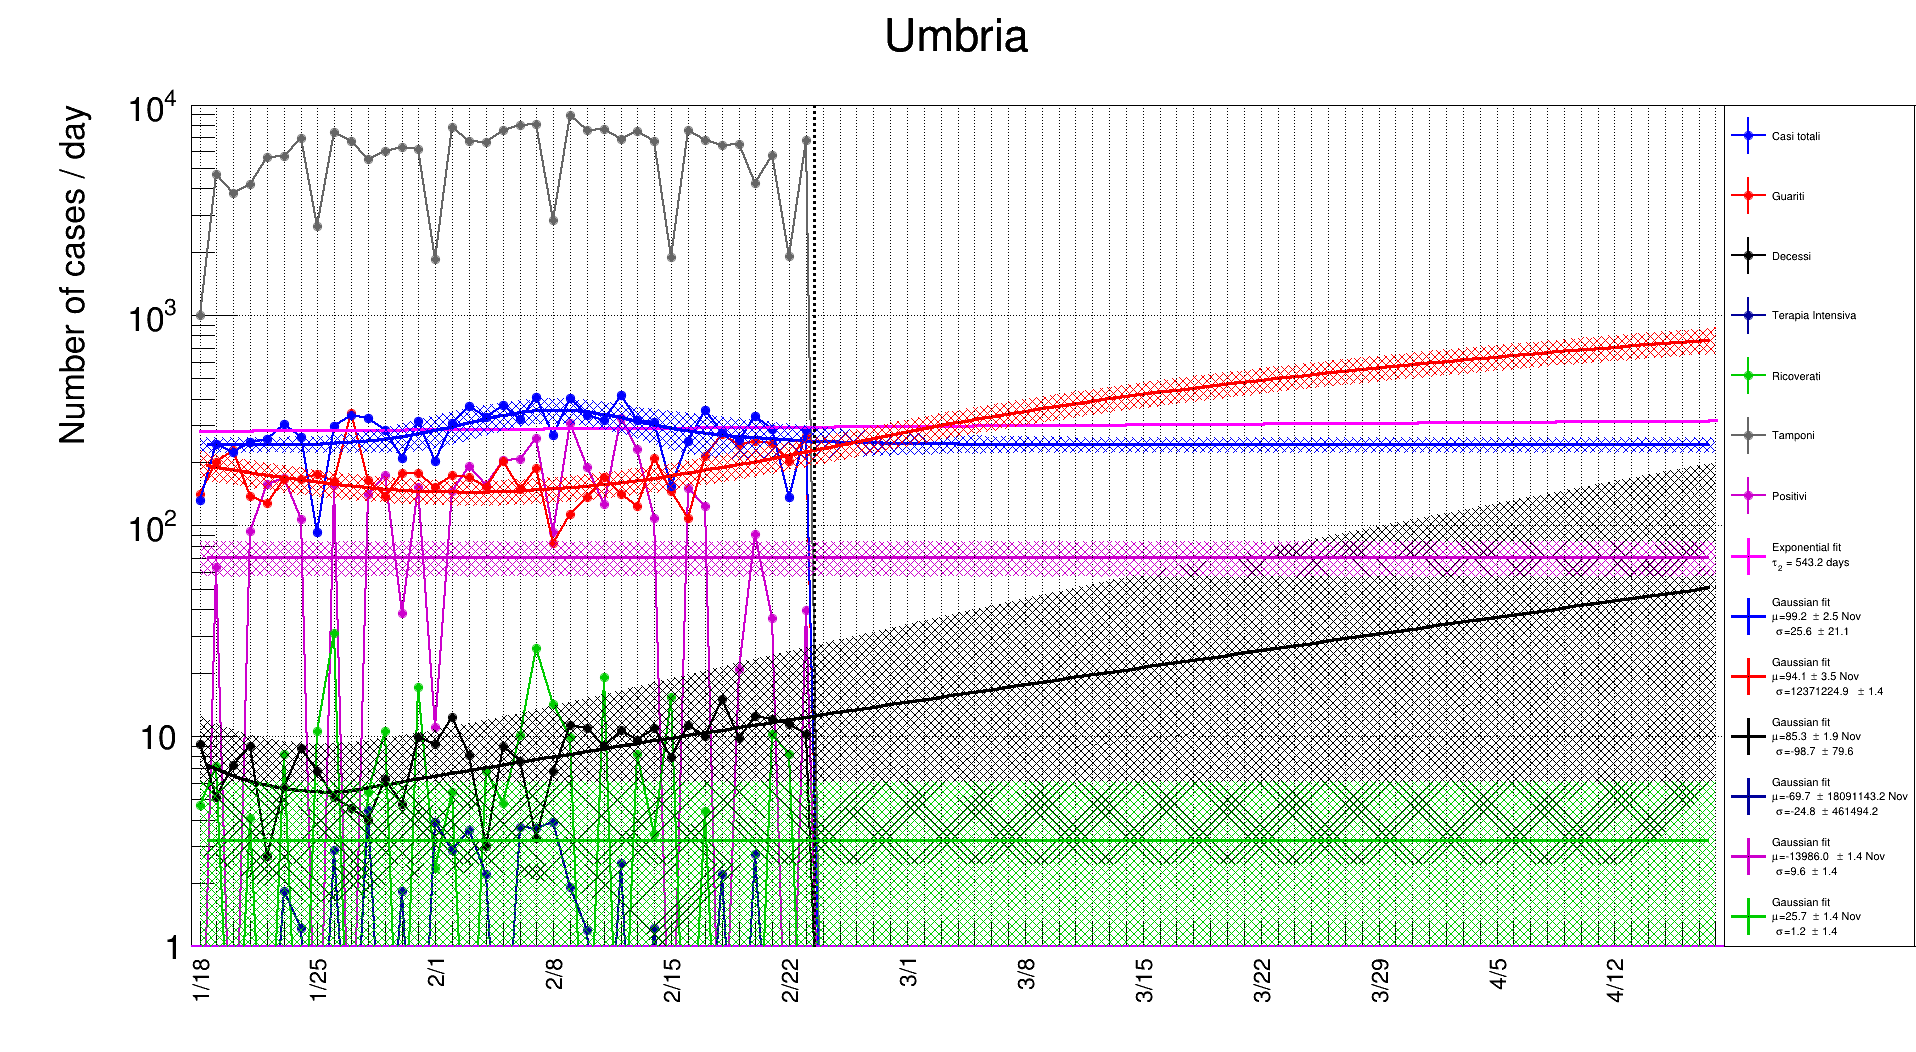 Umbria
Number of cases / day
10^4
10^3
10^2
10
1
1/18
1/25
2/1
2/8
2/15
2/22
3/1
3/8
3/15
3/22
3/29
4/5
4/12
Casi totali
Guariti
Decessi
Terapia Intensiva
Ricoverati
Tamponi
Positivi
Exponential fit
τ_2 = 543.2 days
Gaussian fit
μ=99.2 ± 2.5 Nov
σ=25.6 ± 21.1
Gaussian fit
μ=94.1 ± 3.5 Nov
σ=12371224.9 ± 1.4
Gaussian fit
μ=85.3 ± 1.9 Nov
σ=-98.7 ± 79.6
Gaussian fit
μ=-69.7 ± 18091143.2 Nov
σ=-24.8 ± 461494.2
Gaussian fit
μ=-13986.0 ± 1.4 Nov
σ=9.6 ± 1.4
Gaussian fit
μ=25.7 ± 1.4 Nov
σ=1.2 ± 1.4